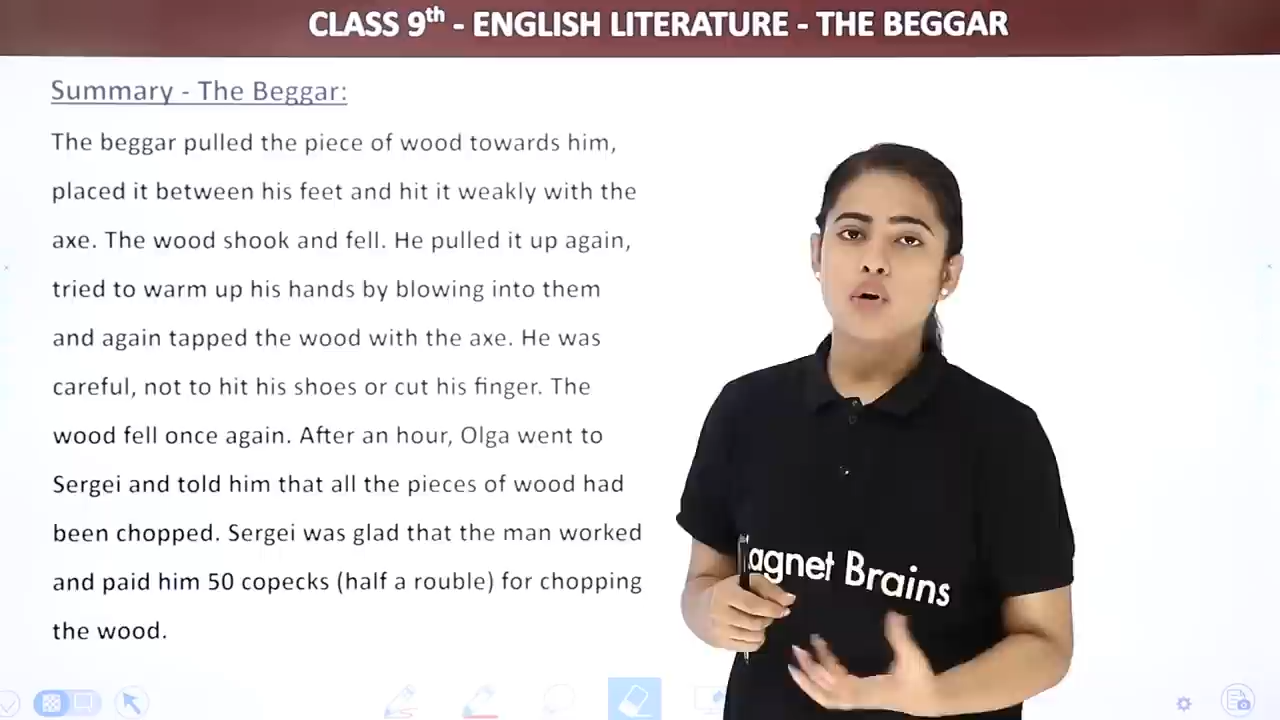 CLASS 9th - ENGLISH LITERATURE - THE BEGGAR
Summary - The Beggar:
The beggar pulled the piece of wood towards him,
placed it between his feet and hit it weakly with the
axe. The wood shook and fell. He pulled it up again,
tried to warm up his hands by blowing into them
and again tapped the wood with the axe. He was
careful, not to hit his shoes or cut his finger. The
wood fell once again. After an hour, Olga went to
Sergei and told him that all the pieces of wood had
been chopped. Sergei was glad that the man worked
and paid him 50 copecks (half a rouble) for chopping
the wood.
agnet Brains